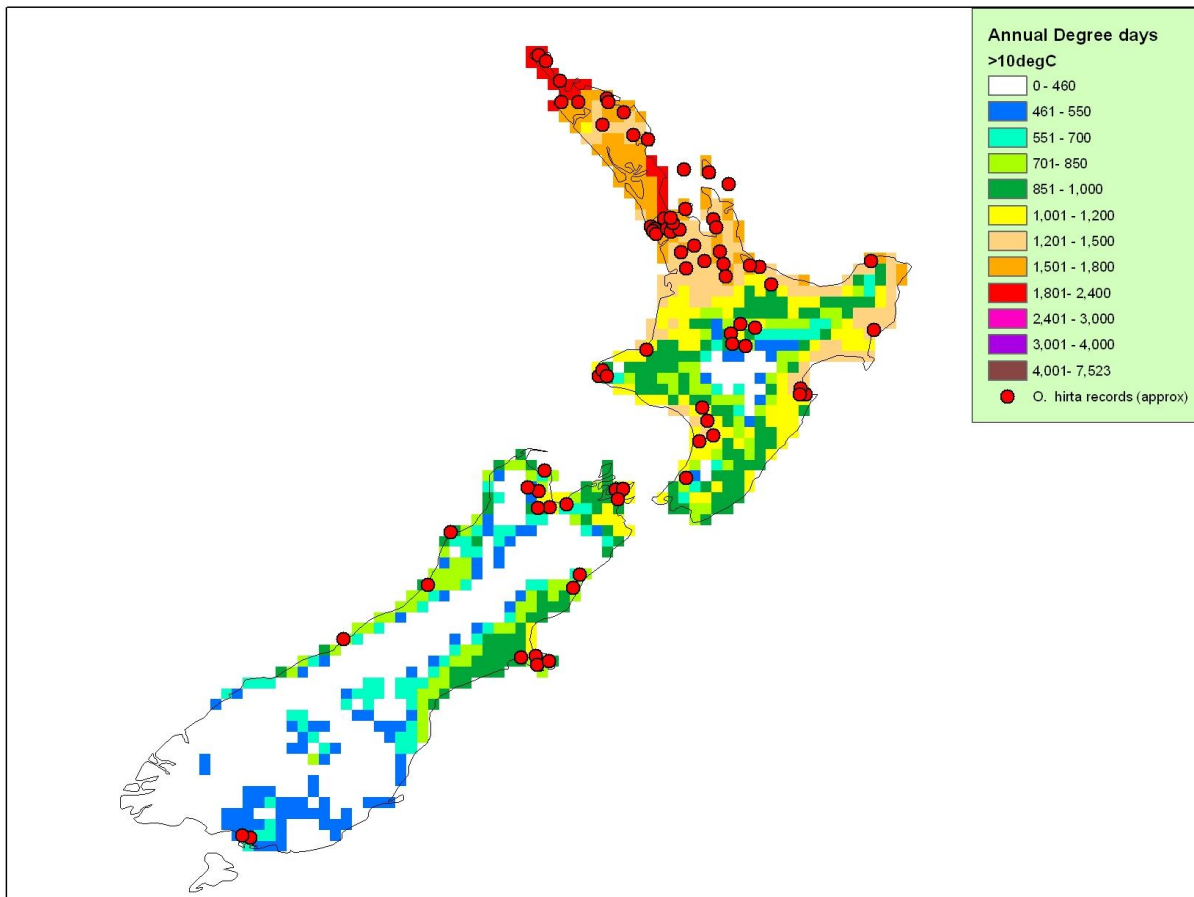 Annual Degree days
>10degC
0 - 460
461 - 550
551 - 700
701- 850
851 - 1,000
1,001 - 1,200
1,201 - 1,500
1,501 - 1,800
1,801- 2,400
2,401 - 3,000
3,001 - 4,000
4,001- 7,523
O. hirta records (approx)